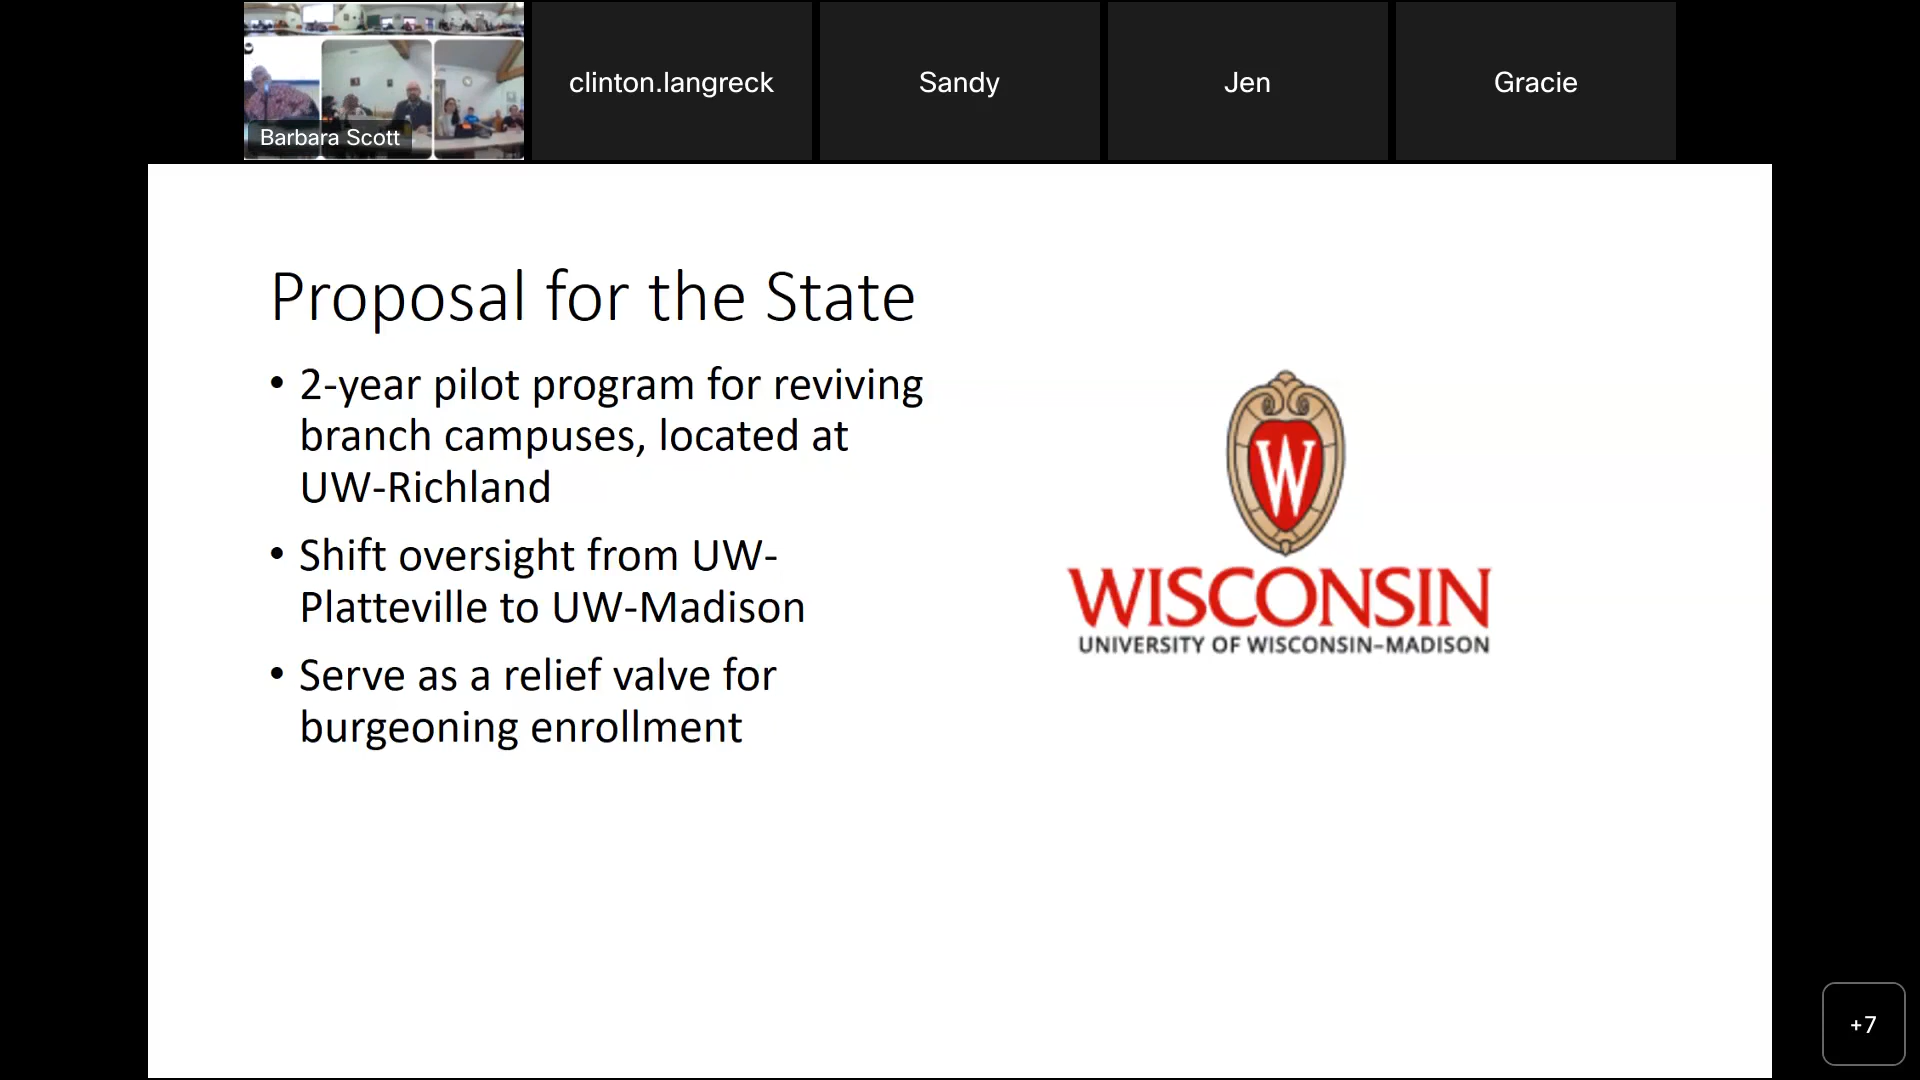 Barbara Scott
clinton.langreck
Sandy
Jen
Gracie
Proposal for the State
• 2-year pilot program for reviving
branch campuses, located at
UW-Richland
• Shift oversight from UW-
Platteville to UW-Madison
• Serve as a relief valve for
burgeoning enrollment
W
WISCONSIN
UNIVERSITY OF WISCONSIN–MADISON
+7